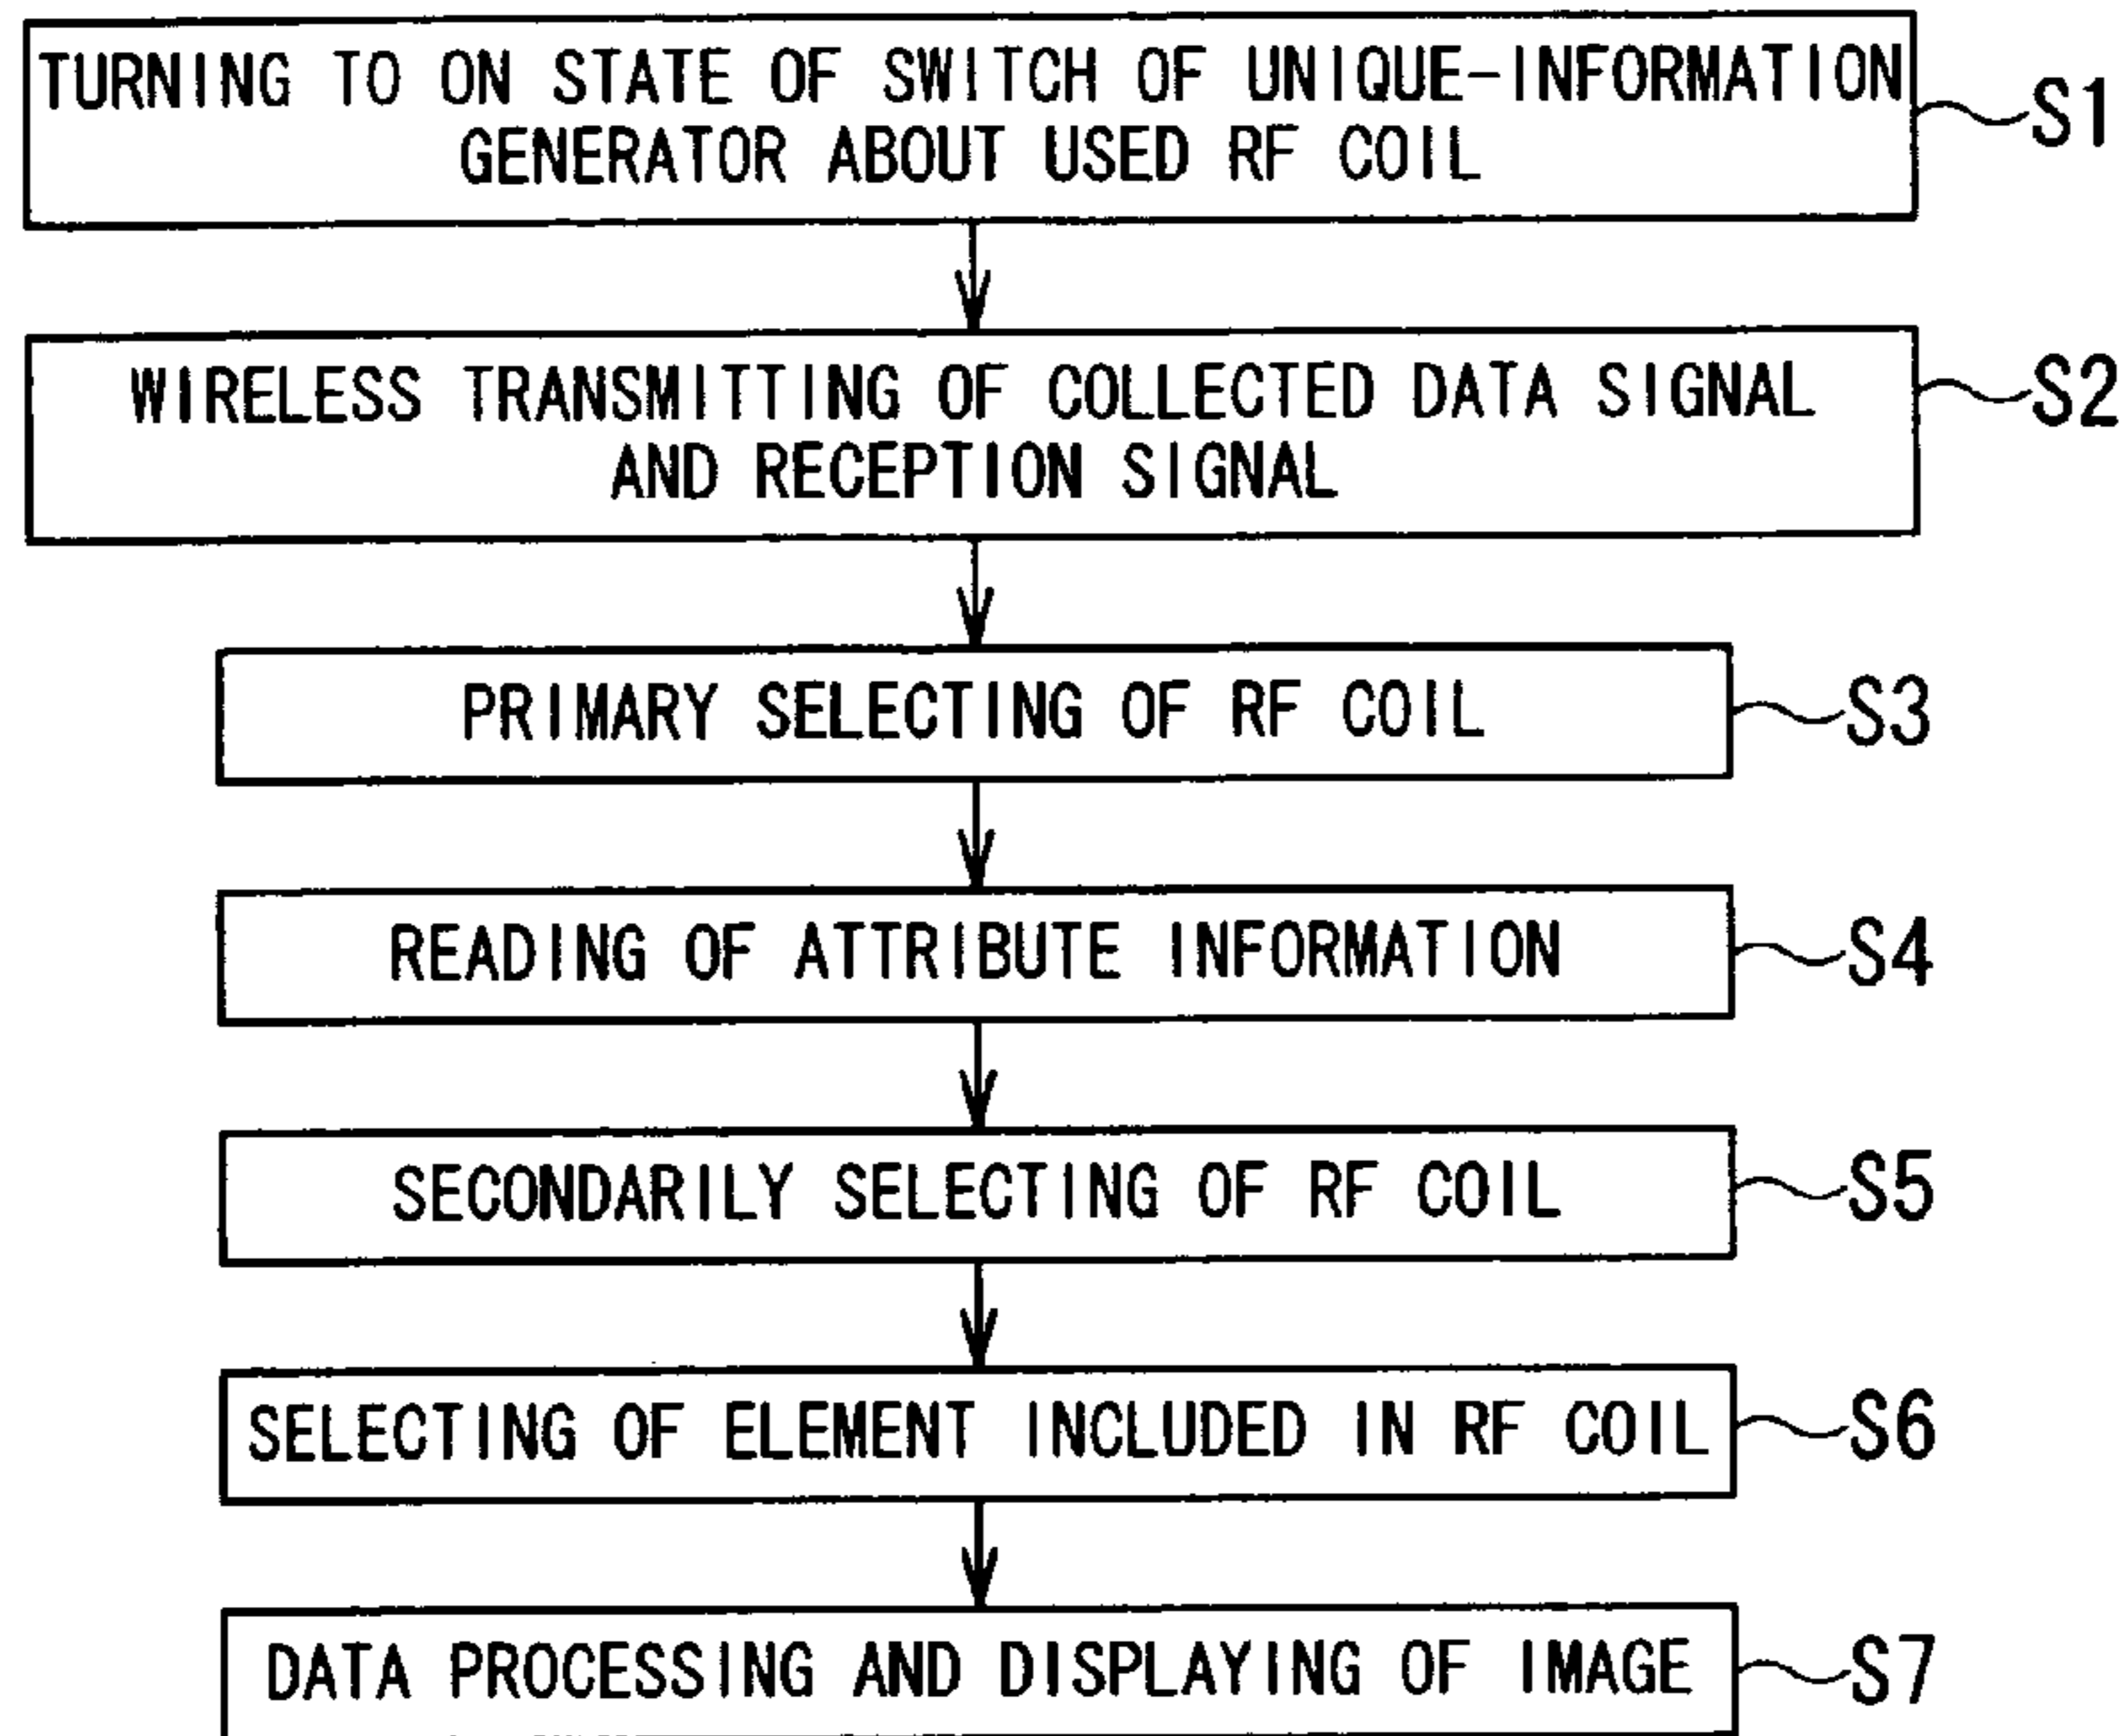 TURNING TO ON STATE OF SWITCH OF UNIQUE-INFORMATION
GENERATOR ABOUT USED RF COIL
S1
WIRELESS TRANSMITTING OF COLLECTED DATA SIGNAL
AND RECEPTION SIGNAL
S2
PRIMARY SELECTING OF RF COIL
S3
READING OF ATTRIBUTE INFORMATION
S4
SECONDARILY SELECTING OF RF COIL
S5
SELECTING OF ELEMENT INCLUDED IN RF COIL
S6
DATA PROCESSING AND DISPLAYING OF IMAGE
S7